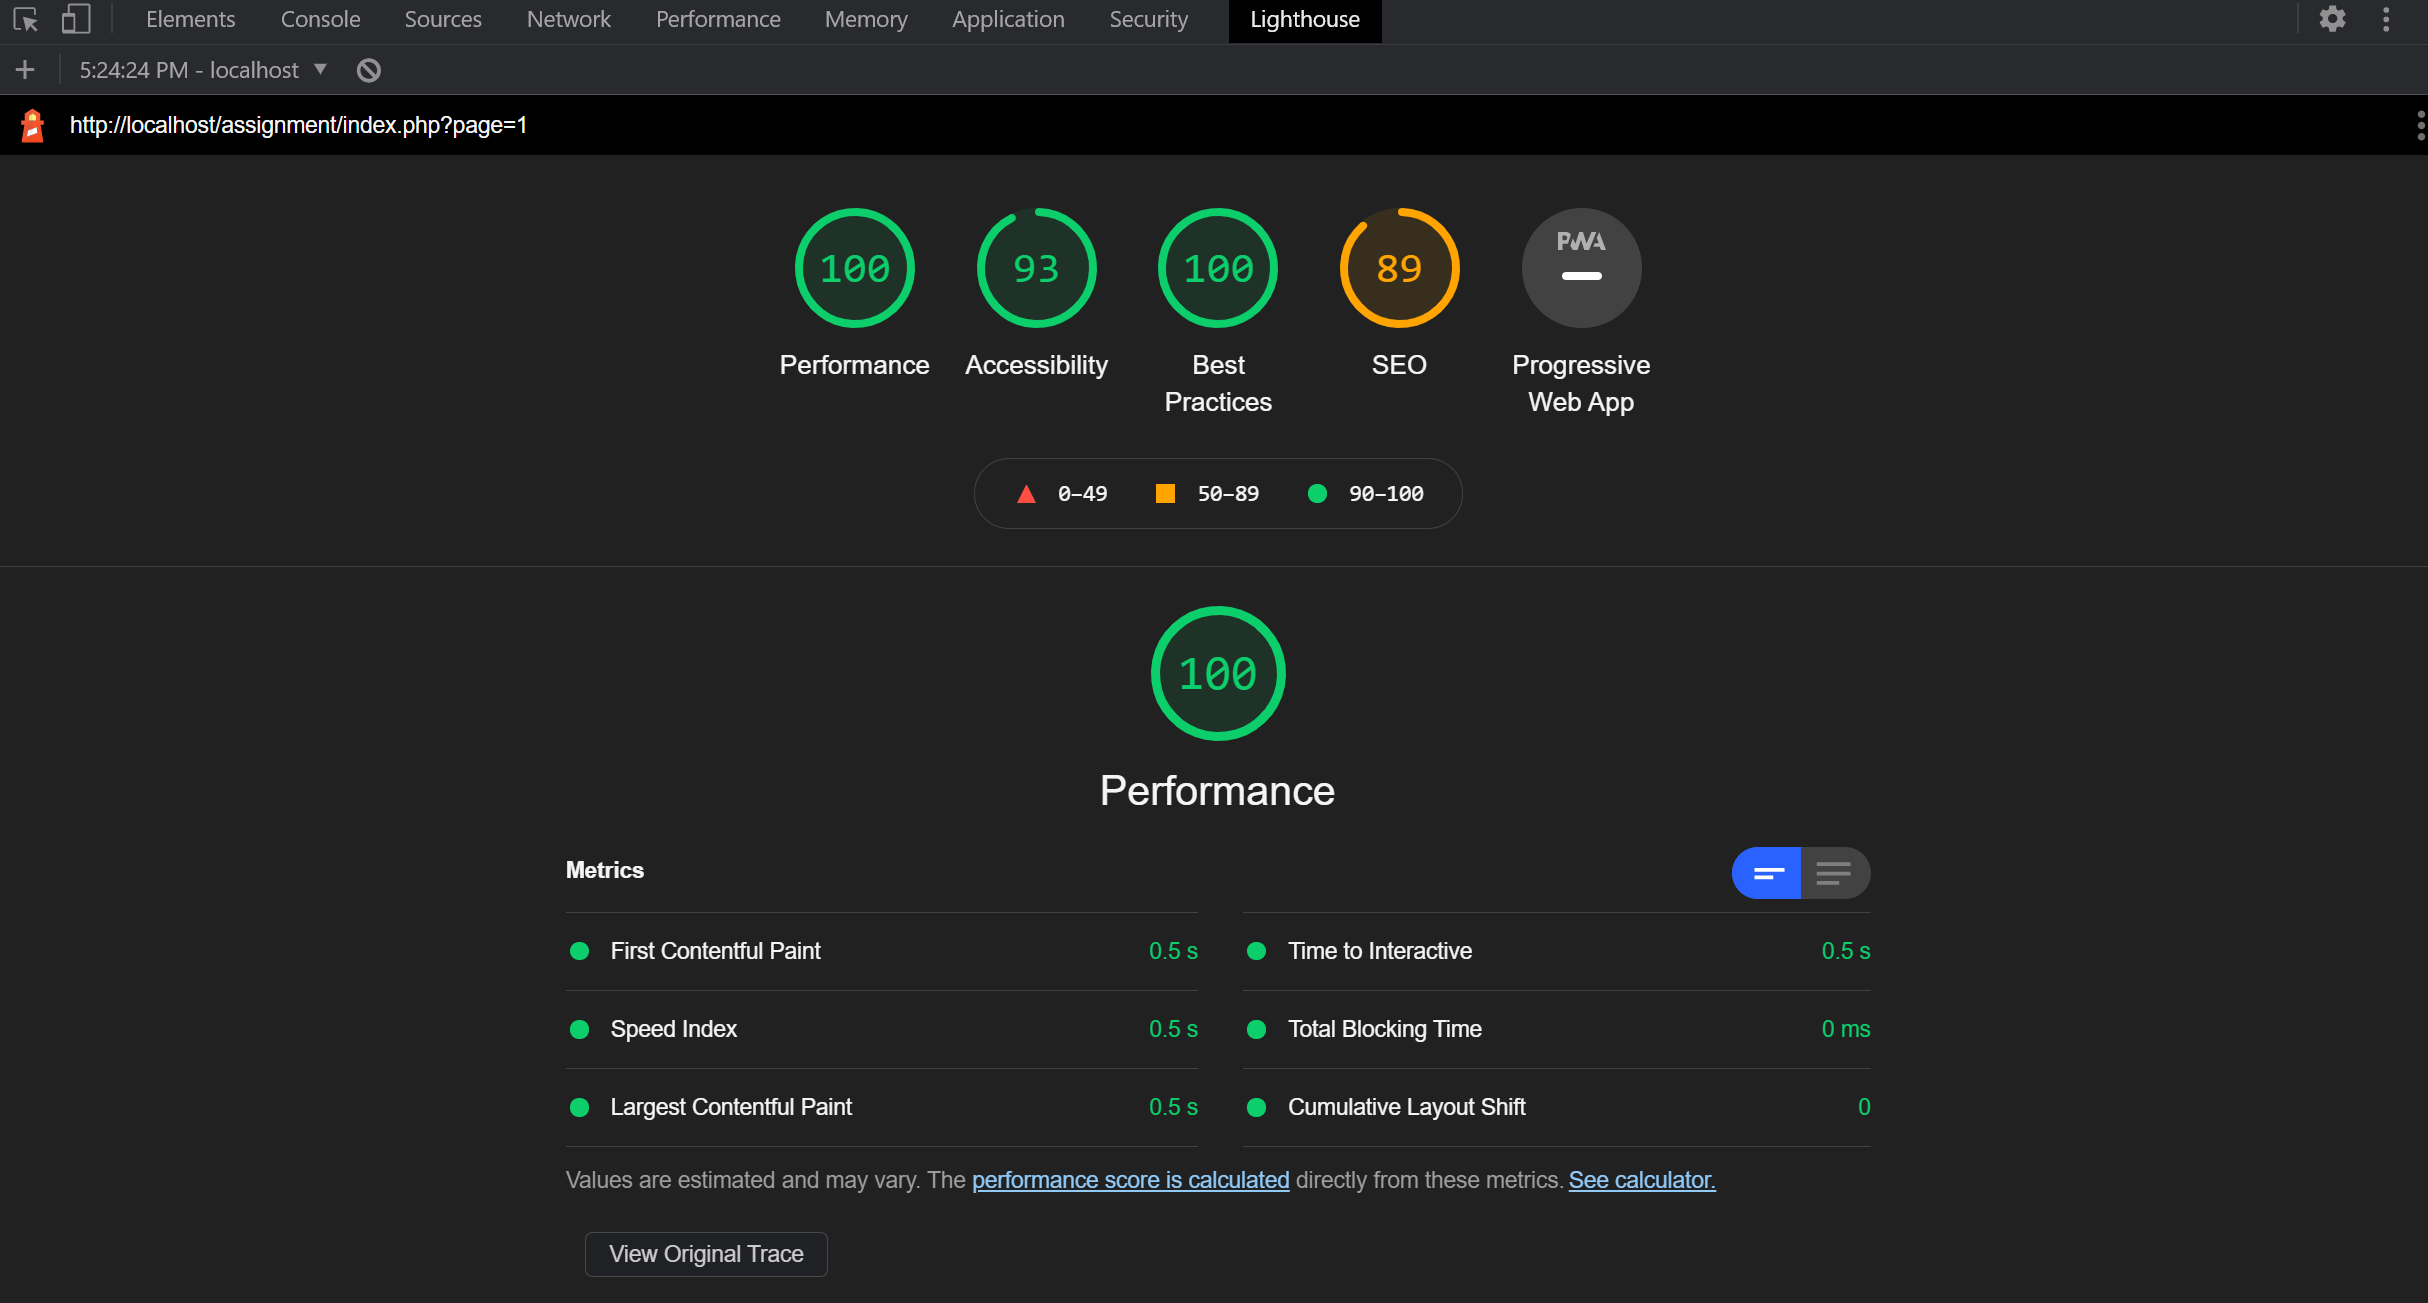 Elements Console Sources Network Performance Memory Application Security Lighthouse
5:24:24 PM - localhost
http://localhost/assignment/index.php?page=1
100 93 100 89 PWA
Performance Accessibility Best Practices SEO Progressive Web App
0–49 50–89 90–100
100
Performance
Metrics
First Contentful Paint 0.5 s
Time to Interactive 0.5 s
Speed Index 0.5 s
Total Blocking Time 0 ms
Largest Contentful Paint 0.5 s
Cumulative Layout Shift 0
Values are estimated and may vary. The performance score is calculated directly from these metrics. See calculator.
View Original Trace